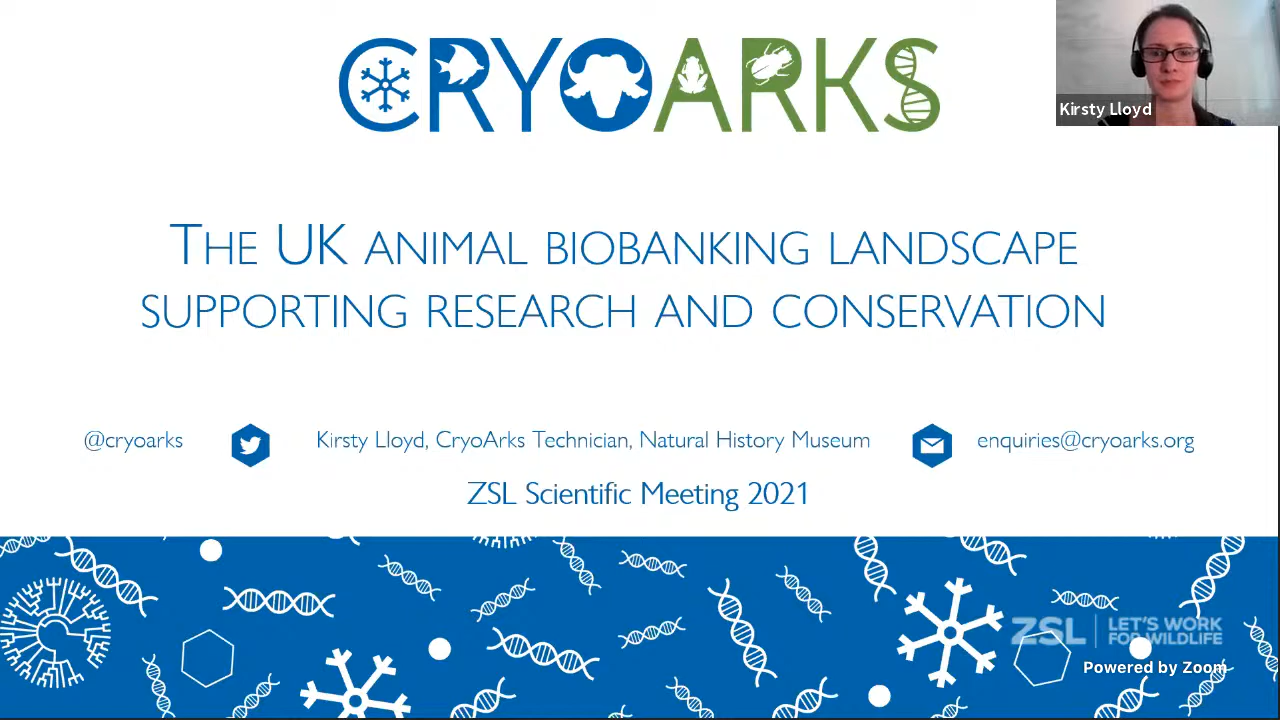 CRYOARKS
Kirsty Lloyd
THE UK ANIMAL BIOBANKING LANDSCAPE
SUPPORTING RESEARCH AND CONSERVATION
@cryoarks
Kirsty Lloyd, CryoArks Technician, Natural History Museum
enquiries@cryoarks.org
ZSL Scientific Meeting 2021
ZSL LET'S WORK
FOR WILDLIFE
Powered by Zoom